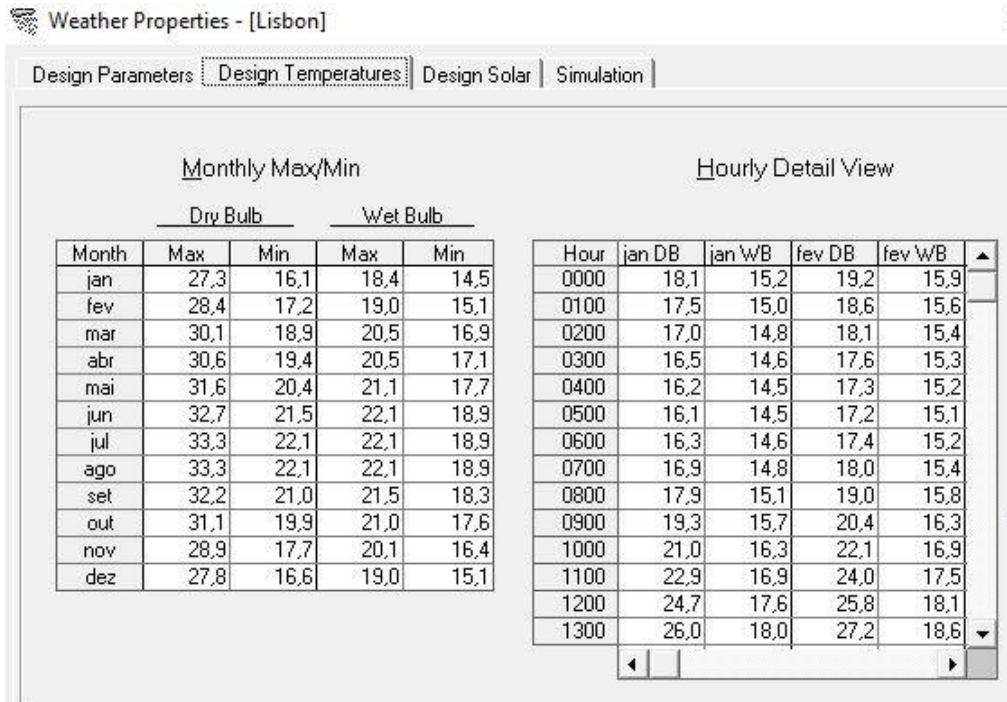 Weather Properties - [Lisbon]
Design Parameters Design Temperatures Design Solar Simulation
Monthly Max/Min
Dry Bulb Wet Bulb
Month Max Min Max Min
jan 27,3 16,1 18,4 14,5
fev 28,4 17,2 19,0 15,1
mar 30,1 18,9 20,5 16,9
abr 30,6 19,4 20,5 17,1
mai 31,6 20,4 21,1 17,7
jun 32,7 21,5 22,1 18,9
jul 33,3 22,1 22,1 18,9
ago 33,3 22,1 22,1 18,9
set 32,2 21,0 21,5 18,3
out 31,1 19,9 21,0 17,6
nov 28,9 17,7 20,1 16,4
dez 27,8 16,6 19,0 15,1
Hourly Detail View
Hour jan DB jan WB fev DB fev WB
0000 18,1 15,2 19,2 15,9
0100 17,5 15,0 18,6 15,6
0200 17,0 14,8 18,1 15,4
0300 16,5 14,6 17,6 15,3
0400 16,2 14,5 17,3 15,2
0500 16,1 14,5 17,2 15,1
0600 16,3 14,6 17,4 15,2
0700 16,9 14,8 18,0 15,4
0800 17,9 15,1 19,0 15,8
0900 19,3 15,7 20,4 16,3
1000 21,0 16,3 22,1 16,9
1100 22,9 16,9 24,0 17,5
1200 24,7 17,6 25,8 18,1
1300 26,0 18,0 27,2 18,6